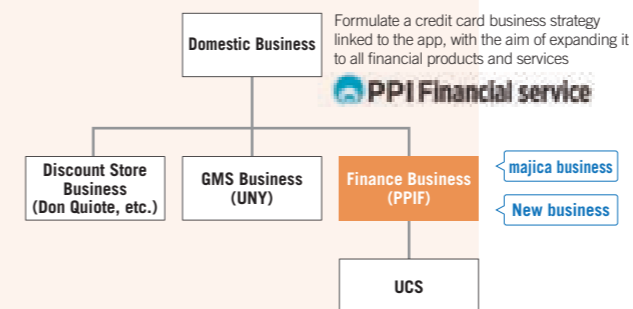 Domestic Business
Formulate a credit card business strategy
linked to the app, with the aim of expanding it
to all financial products and services
PPI Financial service
Discount Store
Business
(Don Quiote, etc.)
GMS Business
(UNY)
Finance Business
(PPIF)
majica business
New business
UCS